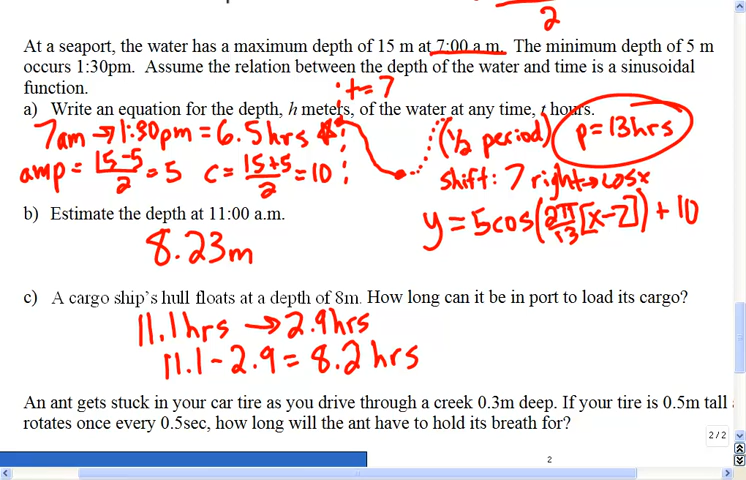 2
At a seaport, the water has a maximum depth of 15 m at 7:00 a.m. The minimum depth of 5 m
occurs 1:30pm. Assume the relation between the depth of the water and time is a sinusoidal
function.
t=7
a) Write an equation for the depth, h meters, of the water at any time, t hours.
7am → 1:30pm = 6.5hrs (1/2 period) p=13hrs
amp = (15-5)/2 = 5 c = (15+5)/2 = 10 shift: 7 right → cosx
b) Estimate the depth at 11:00 a.m. y = 5cos(2π/13[x-7]) + 10
8.23m
c) A cargo ship's hull floats at a depth of 8m. How long can it be in port to load its cargo?
11.1hrs → 2.9hrs
11.1 - 2.9 = 8.2 hrs
An ant gets stuck in your car tire as you drive through a creek 0.3m deep. If your tire is 0.5m tall
rotates once every 0.5sec, how long will the ant have to hold its breath for?
2 / 2
2